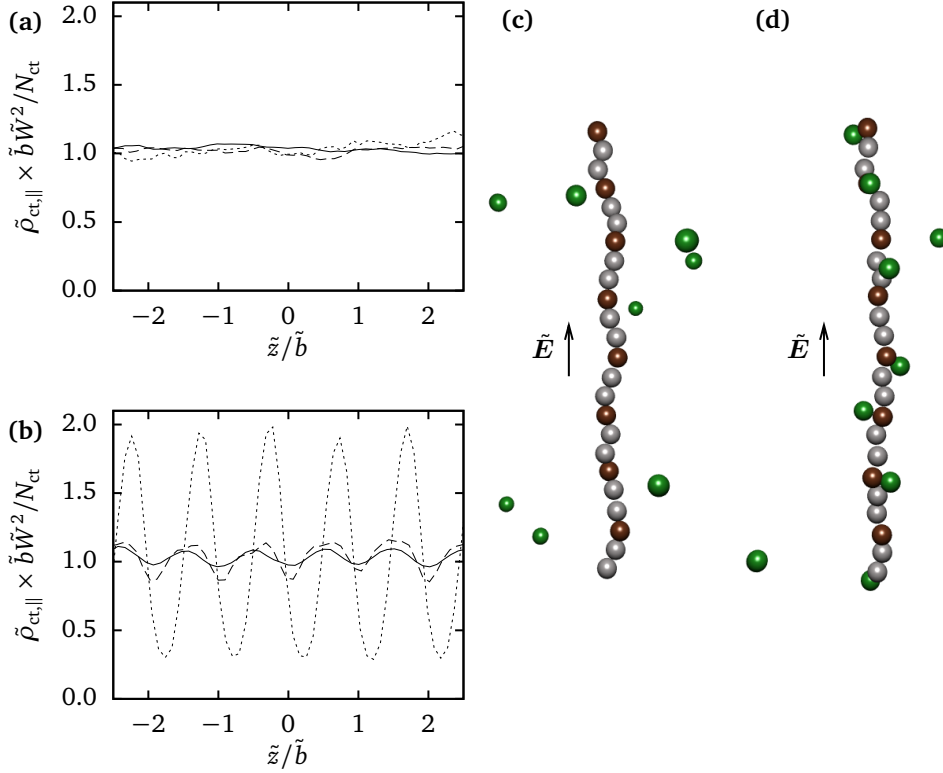 (a)
2.0
1.5
1.0
0.5
0.0
ρ̃ct,|| × b̃W̃²/Nct
−2 −1 0 1 2
z̃/b̃
(b)
2.0
1.5
1.0
0.5
0.0
ρ̃ct,|| × b̃W̃²/Nct
−2 −1 0 1 2
z̃/b̃
(c)
Ẽ
(d)
Ẽ